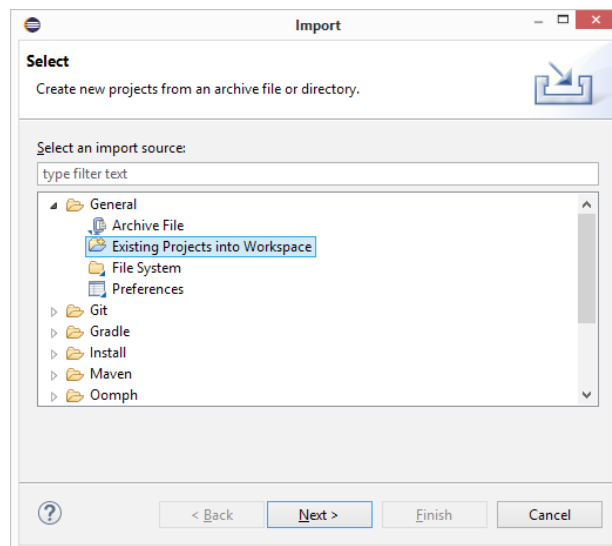 Import
Select
Create new projects from an archive file or directory.
Select an import source:
type filter text
General
Archive File
Existing Projects into Workspace
File System
Preferences
Git
Gradle
Install
Maven
Oomph
? < Back Next > Finish Cancel